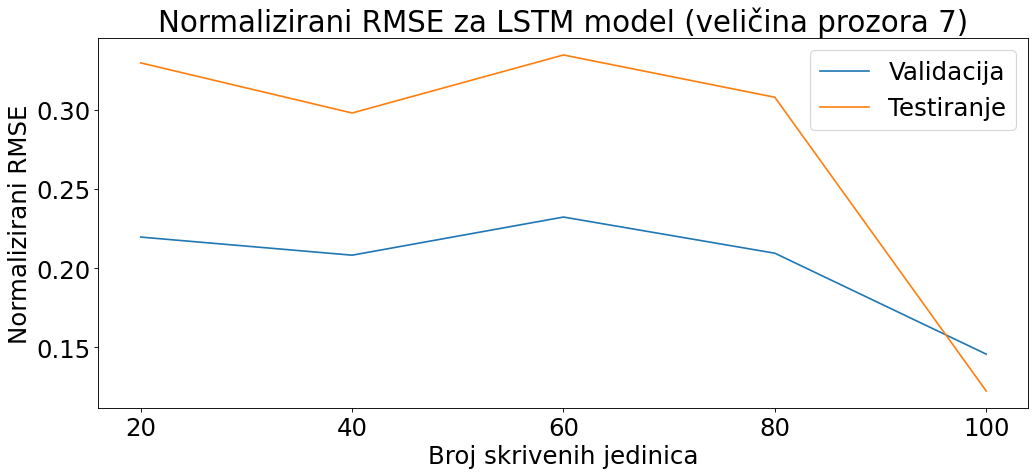 Normalizirani RMSE za LSTM model (veličina prozora 7)
Validacija
Testiranje
Normalizirani RMSE
0.30
0.25
0.20
0.15
20 40 60 80 100
Broj skrivenih jedinica